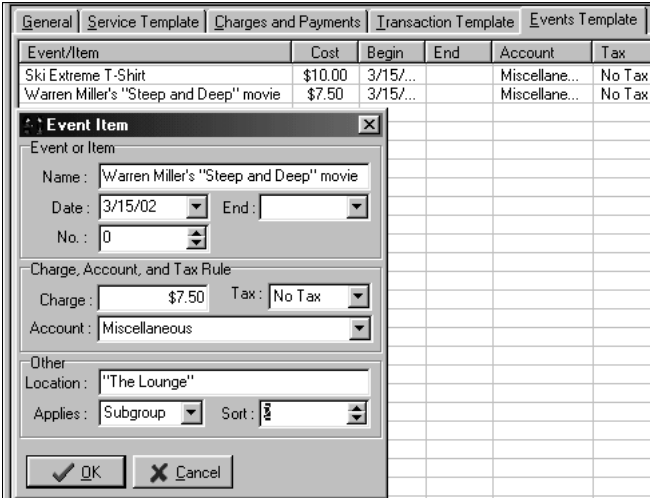 General Service Template Charges and Payments Transaction Template Events Template
Event/Item Cost Begin End Account Tax
Ski Extreme T-Shirt $10.00 3/15/... Miscellane... No Tax
Warren Miller's "Steep and Deep" movie $7.50 3/15/... Miscellane... No Tax
Event Item
Event or Item
Name : Warren Miller's "Steep and Deep" movie
Date : 3/15/02 End :
No. : 0
Charge, Account, and Tax Rule
Charge : $7.50 Tax : No Tax
Account : Miscellaneous
Other
Location : "The Lounge"
Applies : Subgroup Sort :
OK Cancel